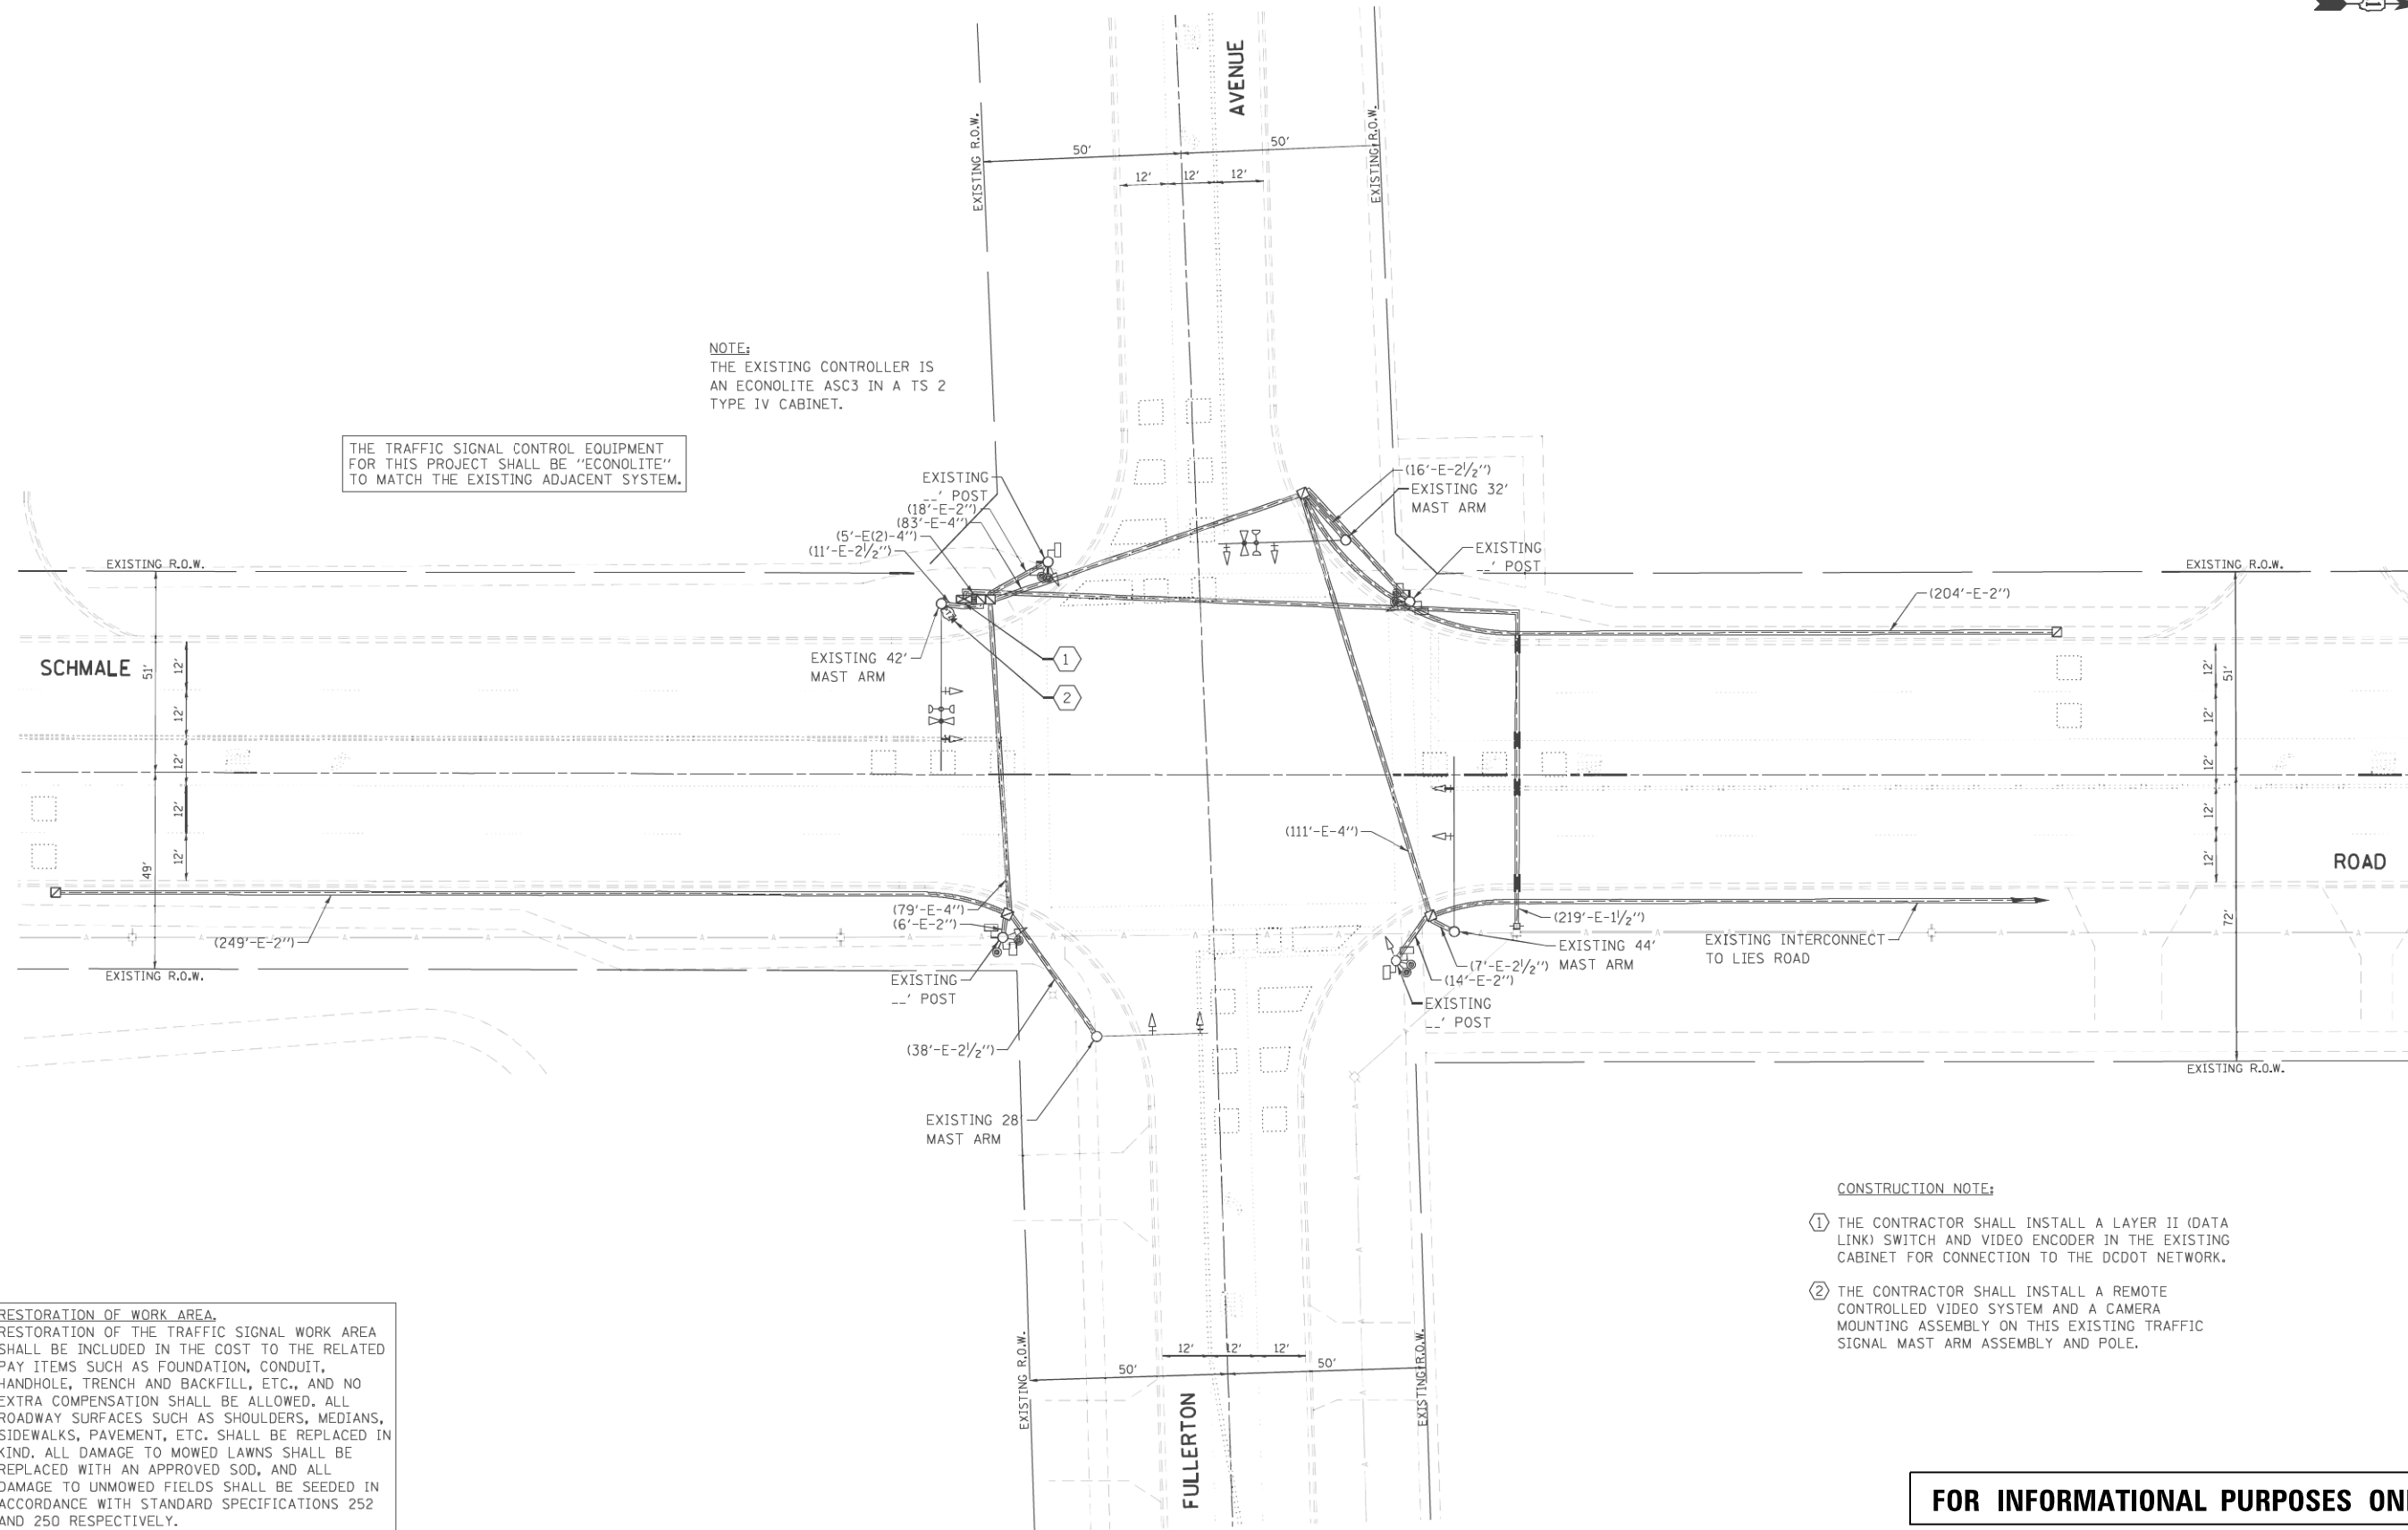 AVENUE
EXISTING R.O.W.
EXISTING R.O.W.
50'
50'
12'
12'
12'
NOTE:
THE EXISTING CONTROLLER IS
AN ECONOLITE ASC3 IN A TS 2
TYPE IV CABINET.
THE TRAFFIC SIGNAL CONTROL EQUIPMENT
FOR THIS PROJECT SHALL BE "ECONOLITE"
TO MATCH THE EXISTING ADJACENT SYSTEM.
EXISTING
__' POST
(18'-E-2")
(83'-E-4")
(5'-E(2)-4")
(11'-E-2½")
(16'-E-2½")
EXISTING 32'
MAST ARM
EXISTING
__' POST
EXISTING R.O.W.
EXISTING R.O.W.
(204'-E-2")
SCHMALE
51'
12'
12'
12'
12'
12'
49'
EXISTING 42'
MAST ARM
1
2
12'
12'
12'
12'
12'
51'
72'
ROAD
(111'-E-4")
(79'-E-4")
(6'-E-2")
(249'-E-2")
EXISTING R.O.W.
EXISTING
__' POST
(38'-E-2½")
(219'-E-1½")
EXISTING 44'
MAST ARM
(7'-E-2½")
(14'-E-2")
EXISTING
__' POST
EXISTING INTERCONNECT
TO LIES ROAD
EXISTING R.O.W.
EXISTING 28
MAST ARM
CONSTRUCTION NOTE:
1 THE CONTRACTOR SHALL INSTALL A LAYER II (DATA
LINK) SWITCH AND VIDEO ENCODER IN THE EXISTING
CABINET FOR CONNECTION TO THE DCDOT NETWORK.
2 THE CONTRACTOR SHALL INSTALL A REMOTE
CONTROLLED VIDEO SYSTEM AND A CAMERA
MOUNTING ASSEMBLY ON THIS EXISTING TRAFFIC
SIGNAL MAST ARM ASSEMBLY AND POLE.
RESTORATION OF WORK AREA.
RESTORATION OF THE TRAFFIC SIGNAL WORK AREA
SHALL BE INCLUDED IN THE COST TO THE RELATED
PAY ITEMS SUCH AS FOUNDATION, CONDUIT,
HANDHOLE, TRENCH AND BACKFILL, ETC., AND NO
EXTRA COMPENSATION SHALL BE ALLOWED. ALL
ROADWAY SURFACES SUCH AS SHOULDERS, MEDIANS,
SIDEWALKS, PAVEMENT, ETC. SHALL BE REPLACED IN
KIND. ALL DAMAGE TO MOWED LAWNS SHALL BE
REPLACED WITH AN APPROVED SOD, AND ALL
DAMAGE TO UNMOWED FIELDS SHALL BE SEEDED IN
ACCORDANCE WITH STANDARD SPECIFICATIONS 252
AND 250 RESPECTIVELY.
EXISTING R.O.W.
EXISTING R.O.W.
12'
12'
12'
50'
50'
FULLERTON
FOR INFORMATIONAL PURPOSES